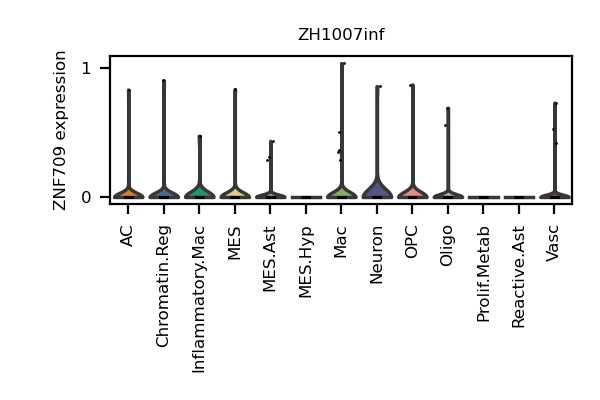 ZH1007inf
ZNF709 expression
1
0
AC
Chromatin.Reg
Inflammatory.Mac
MES
MES.Ast
MES.Hyp
Mac
Neuron
OPC
Oligo
Prolif.Metab
Reactive.Ast
Vasc